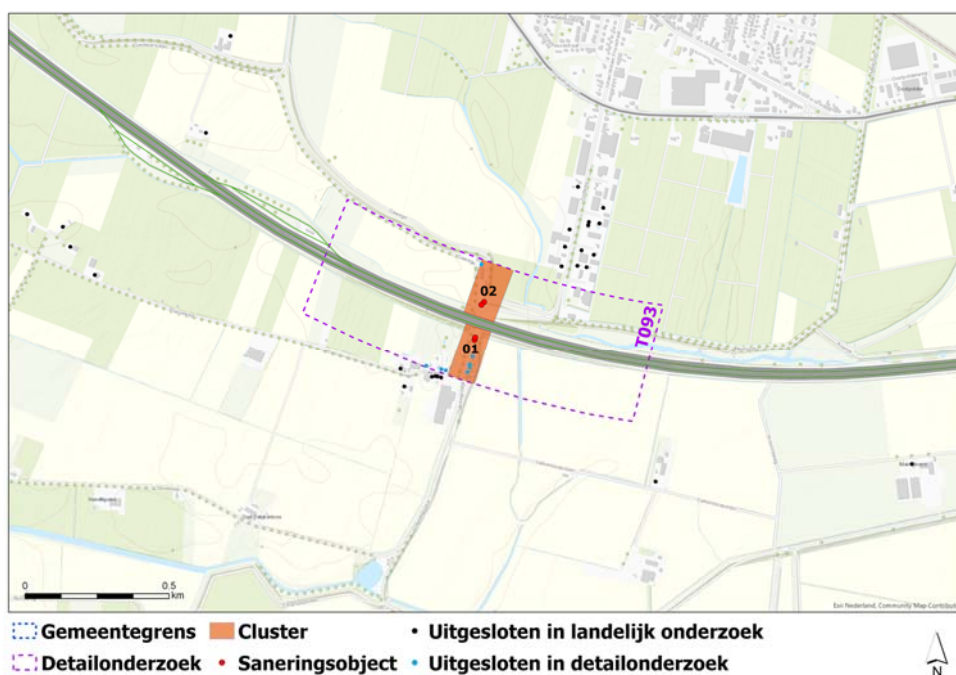 02
01
T093
0 0.5
km
Esri Nederland, Community Map Contribut
Gemeentegrens Cluster Uitgesloten in landelijk onderzoek
Detailonderzoek Saneringsobject Uitgesloten in detailonderzoek
N